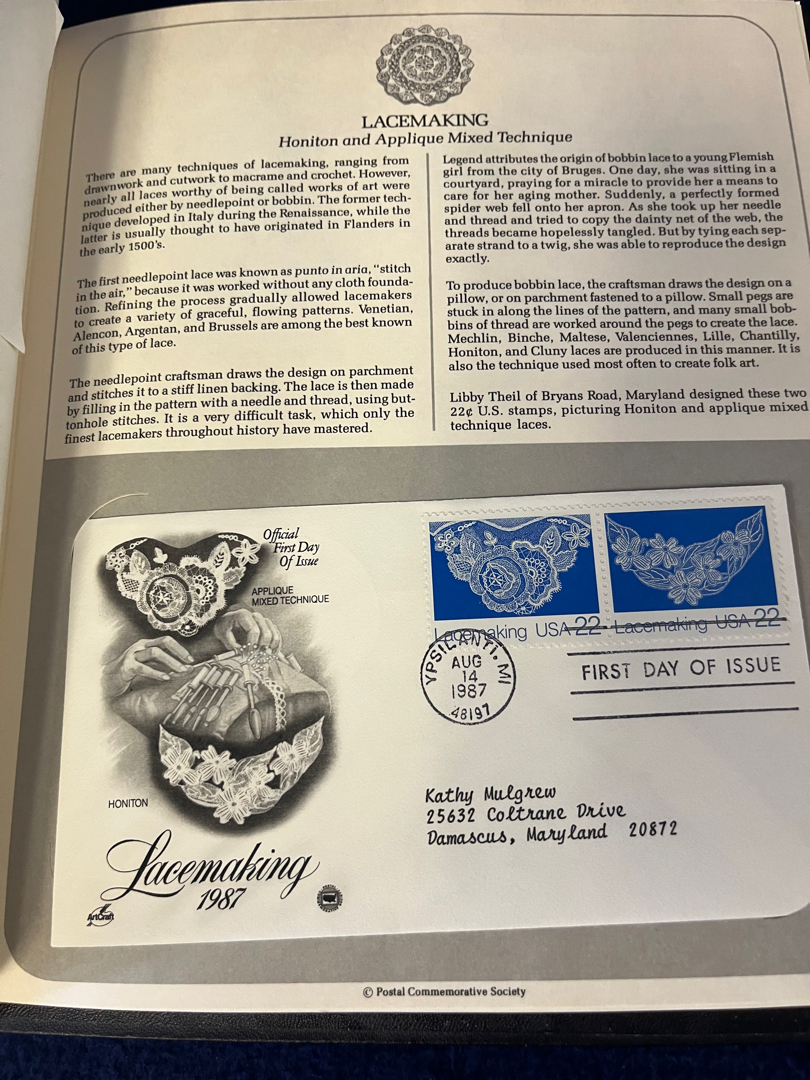 LACEMAKING
Honiton and Applique Mixed Technique
There are many techniques of lacemaking, ranging from
drawnwork and cutwork to macrame and crochet. However,
nearly all laces worthy of being called works of art were
produced either by needlepoint or bobbin. The former tech-
nique developed in Italy during the Renaissance, while the
latter is usually thought to have originated in Flanders in
the early 1500's.
The first needlepoint lace was known as punto in aria, "stitch
in the air," because it was worked without any cloth founda-
tion. Refining the process gradually allowed lacemakers
to create a variety of graceful, flowing patterns. Venetian,
Alencon, Argentan, and Brussels are among the best known
of this type of lace.
The needlepoint craftsman draws the design on parchment
and stitches it to a stiff linen backing. The lace is then made
by filling in the pattern with a needle and thread, using but-
tonhole stitches. It is a very difficult task, which only the
finest lacemakers throughout history have mastered.
Legend attributes the origin of bobbin lace to a young Flemish
girl from the city of Bruges. One day, she was sitting in a
courtyard, praying for a miracle to provide her a means to
care for her aging mother. Suddenly, a perfectly formed
spider web fell onto her apron. As she took up her needle
and thread and tried to copy the dainty net of the web, the
threads became hopelessly tangled. But by tying each sep-
arate strand to a twig, she was able to reproduce the design
exactly.
To produce bobbin lace, the craftsman draws the design on a
pillow, or on parchment fastened to a pillow. Small pegs are
stuck in along the lines of the pattern, and many small bob-
bins of thread are worked around the pegs to create the lace.
Mechlin, Binche, Maltese, Valenciennes, Lille, Chantilly,
Honiton, and Cluny laces are produced in this manner. It is
also the technique used most often to create folk art.
Libby Theil of Bryans Road, Maryland designed these two
22¢ U.S. stamps, picturing Honiton and applique mixed
technique laces.
Official
First Day
Of Issue
APPLIQUE
MIXED TECHNIQUE
HONITON
Lacemaking
1987
ArtCraft
Lacemaking USA 22
Lacemaking USA 22
YPSILANTI, MI
AUG
14
1987
48197
FIRST DAY OF ISSUE
Kathy Mulgrew
25632 Coltrane Drive
Damascus, Maryland 20872
© Postal Commemorative Society